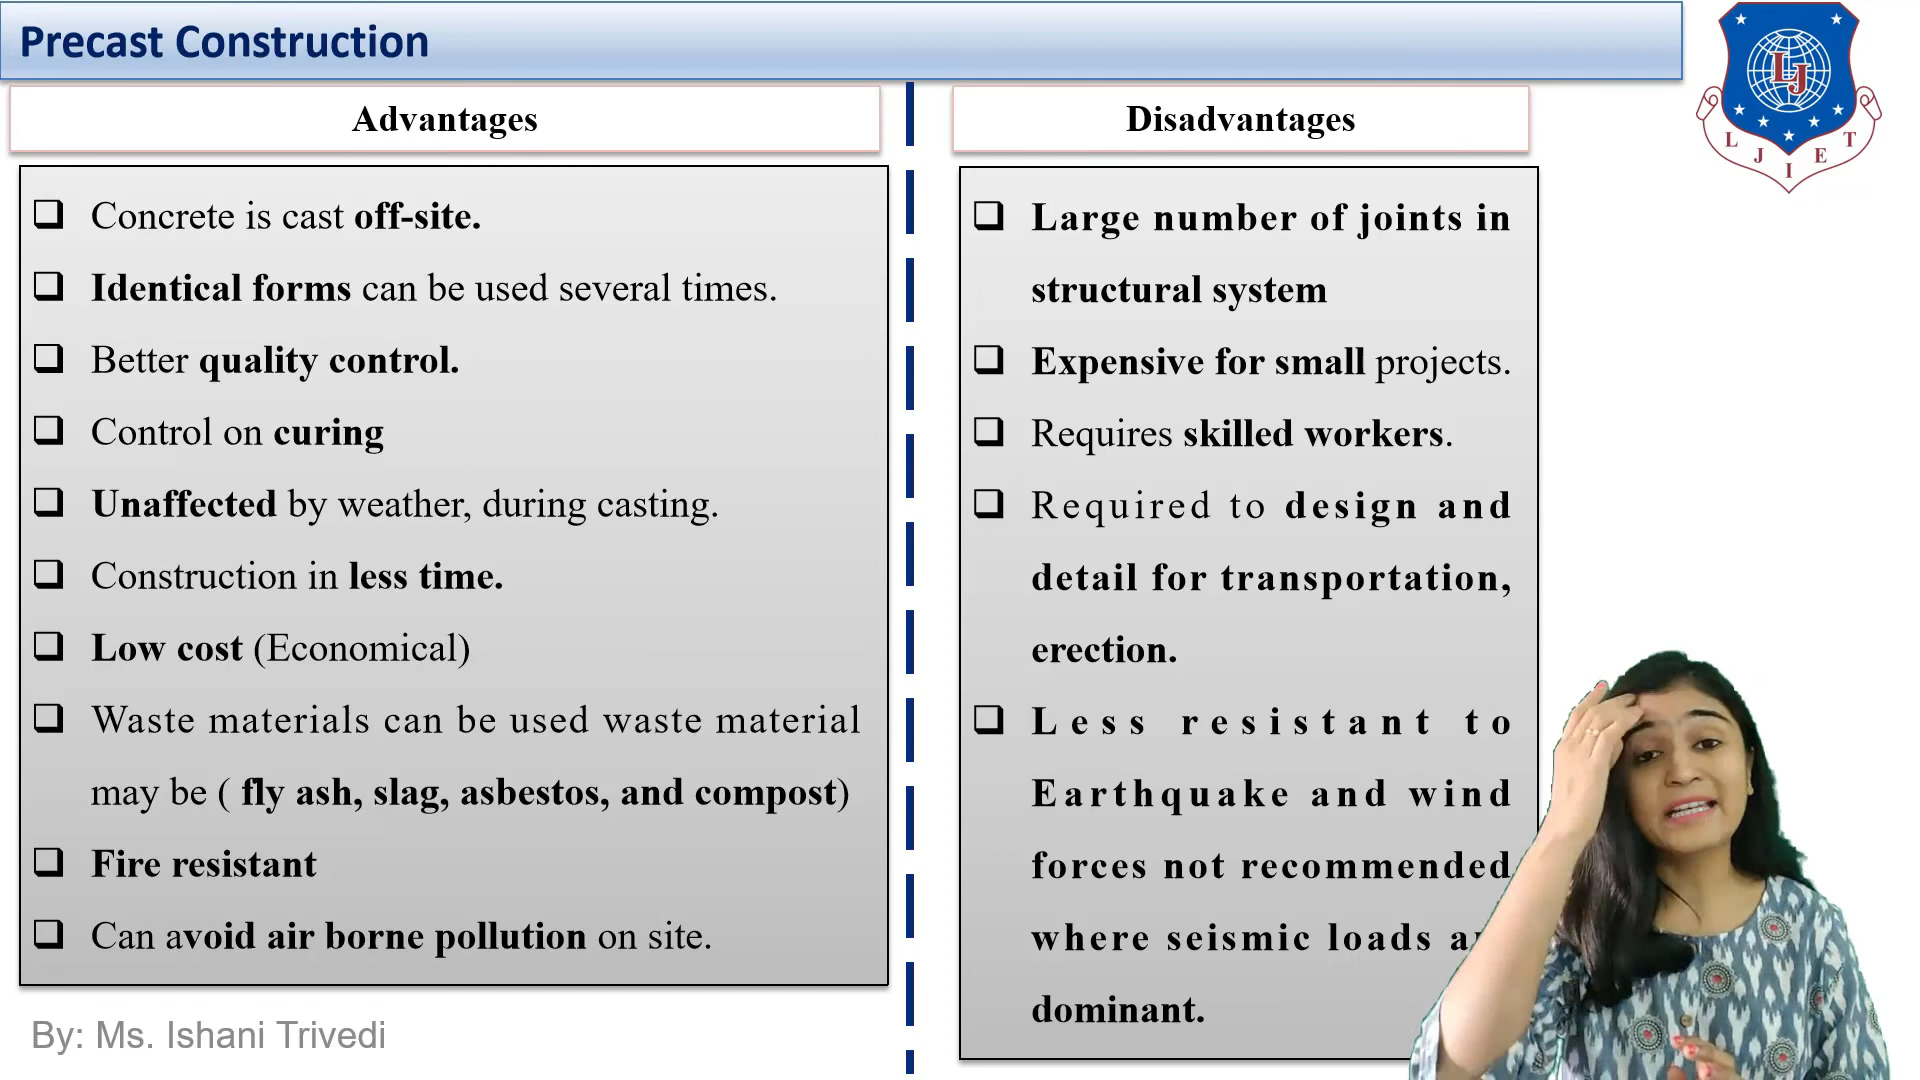 Precast Construction
Advantages
Concrete is cast off-site.
Identical forms can be used several times.
Better quality control.
Control on curing
Unaffected by weather, during casting.
Construction in less time.
Low cost (Economical)
Waste materials can be used waste material
may be ( fly ash, slag, asbestos, and compost)
Fire resistant
Can avoid air borne pollution on site.
By: Ms. Ishani Trivedi
Disadvantages
Large number of joints in
structural system
Expensive for small projects.
Requires skilled workers.
Required to design and
detail for transportation,
erection.
Less resistant to
Earthquake and wind
forces not recommended
where seismic loads
dominant.
LJ
L J I E T